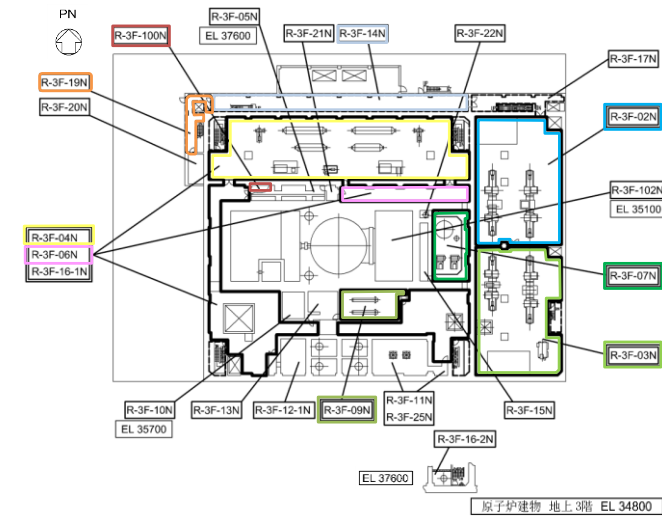 PN
R-3F-05N
EL 37600
R-3F-100N
R-3F-21N
R-3F-14N
R-3F-22N
R-3F-17N
R-3F-19N
R-3F-20N
R-3F-02N
R-3F-102N
EL 35100
R-3F-04N
R-3F-06N
R-3F-16-1N
R-3F-07N
R-3F-03N
R-3F-10N
EL 35700
R-3F-13N
R-3F-12-1N
R-3F-09N
R-3F-11N
R-3F-25N
R-3F-15N
R-3F-16-2N
EL 37600
原子炉建物 地上3階 EL 34800